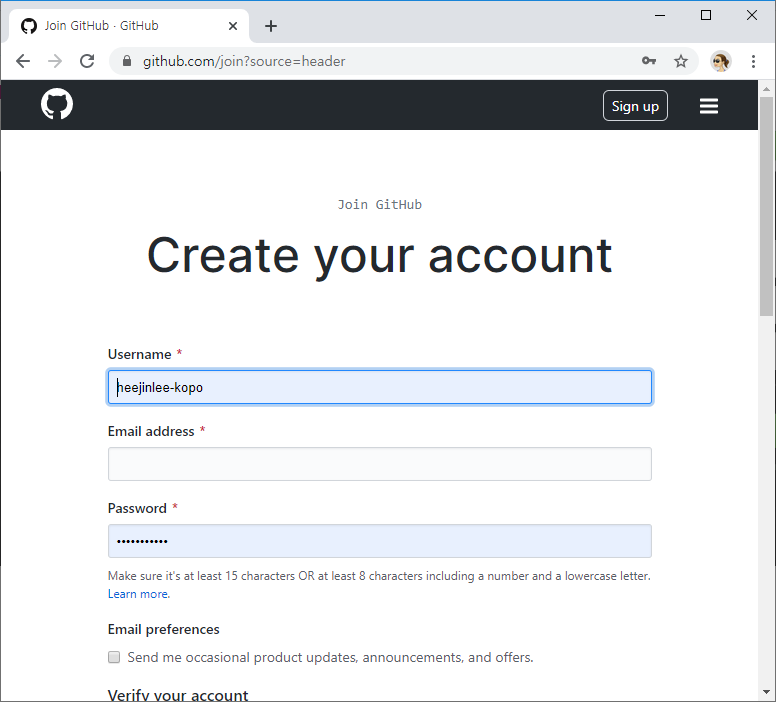 Join GitHub · GitHub
github.com/join?source=header
Sign up
Join GitHub
Create your account
Username *
heejinlee-kopo
Email address *
Password *
•••••••••••
Make sure it's at least 15 characters OR at least 8 characters including a number and a lowercase letter.
Learn more.
Email preferences
Send me occasional product updates, announcements, and offers.
Verify your account